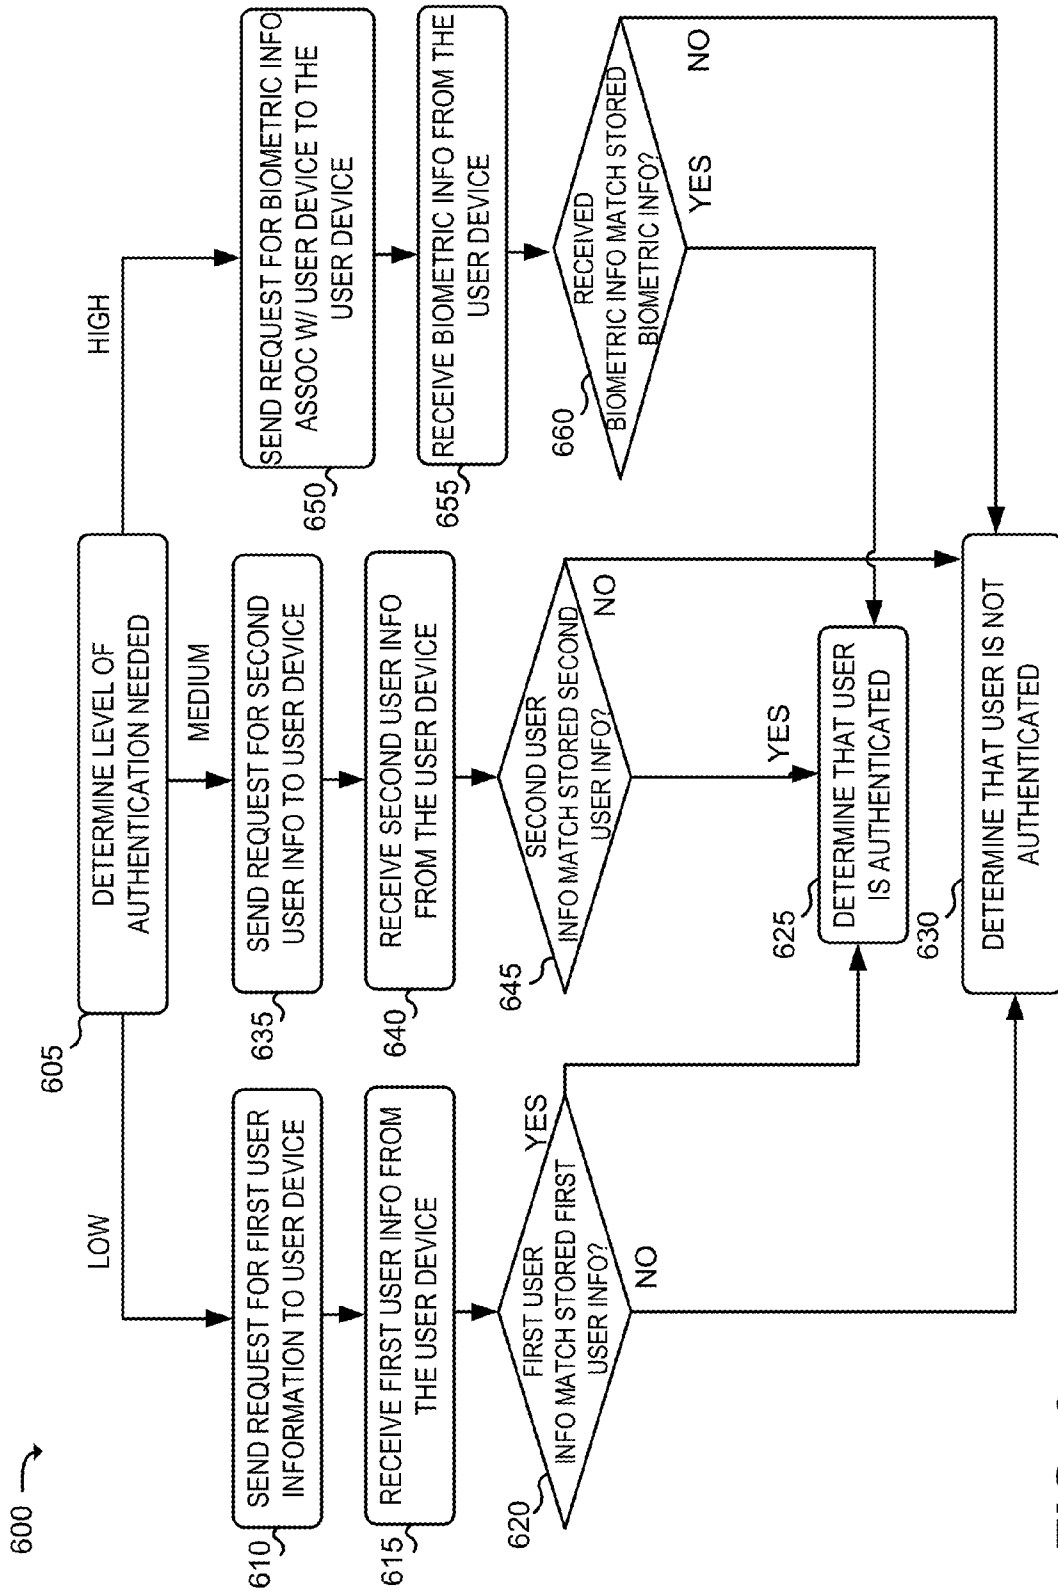 600
605
DETERMINE LEVEL OF
AUTHENTICATION NEEDED
LOW
MEDIUM
HIGH
610
SEND REQUEST FOR FIRST USER
INFORMATION TO USER DEVICE
615
RECEIVE FIRST USER INFO FROM
THE USER DEVICE
620
FIRST USER
INFO MATCH STORED FIRST
USER INFO?
YES
NO
635
SEND REQUEST FOR SECOND
USER INFO TO USER DEVICE
640
RECEIVE SECOND USER INFO
FROM THE USER DEVICE
645
SECOND USER
INFO MATCH STORED SECOND
USER INFO?
NO
YES
650
SEND REQUEST FOR BIOMETRIC INFO
ASSOC W/ USER DEVICE TO THE
USER DEVICE
655
RECEIVE BIOMETRIC INFO FROM THE
USER DEVICE
660
RECEIVED
BIOMETRIC INFO MATCH STORED
BIOMETRIC INFO?
NO
YES
625
DETERMINE THAT USER
IS AUTHENTICATED
630
DETERMINE THAT USER IS NOT
AUTHENTICATED